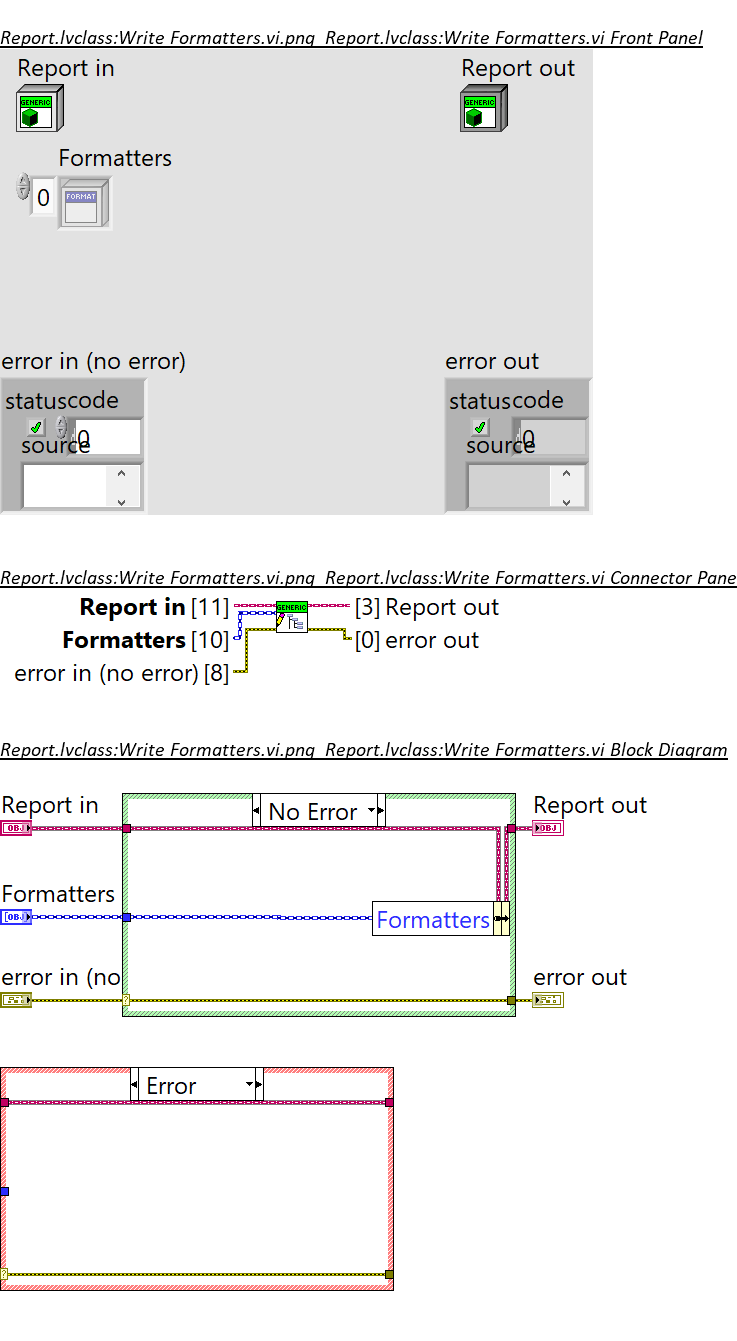 Report.lvclass:Write Formatters.vi.png Report.lvclass:Write Formatters.vi Front Panel
Report in Report out
GENERIC GENERIC
Formatters
0 FORMAT
error in (no error) error out
status code status code
0 0
source source
Report.lvclass:Write Formatters.vi.png Report.lvclass:Write Formatters.vi Connector Pane
Report in [11] GENERIC [3] Report out
Formatters [10] [0] error out
error in (no error) [8]
Report.lvclass:Write Formatters.vi.png Report.lvclass:Write Formatters.vi Block Diagram
Report in No Error Report out
OBJ OBJ
Formatters
[OBJ] Formatters
error in (no error out
?
Error
?